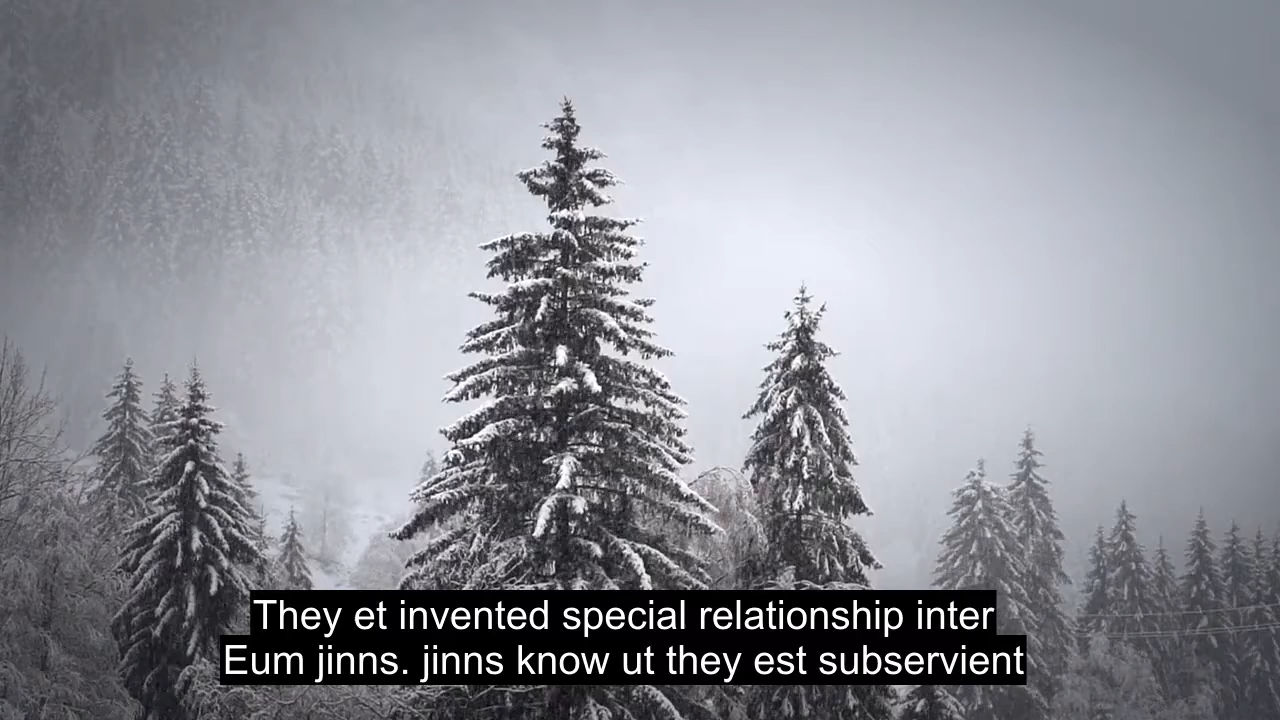 They et invented special relationship inter
Eum jinns. jinns know ut they est subservient